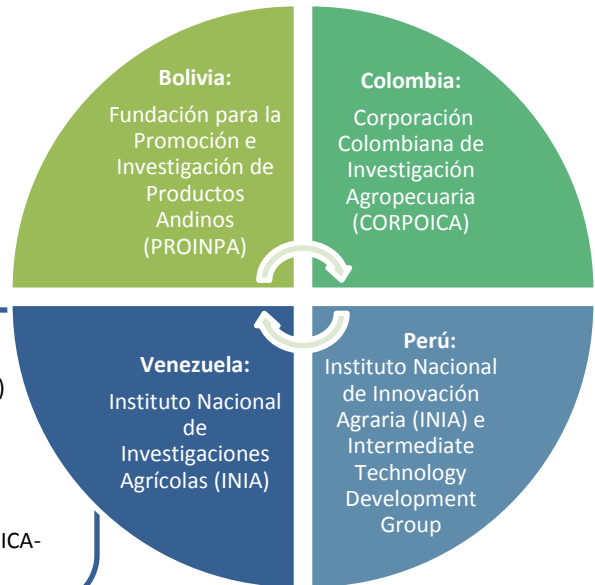 Bolivia:
Fundación para la
Promoción e
Investigación de
Productos
Andinos
(PROINPA)
Colombia:
Corporación
Colombiana de
Investigación
Agropecuaria
(CORPOICA)
Venezuela:
Instituto Nacional
de
Investigaciones
Agrícolas (INIA)
Perú:
Instituto Nacional
de Innovación
Agraria (INIA) e
Intermediate
Technology
Development
Group
)
ICA-